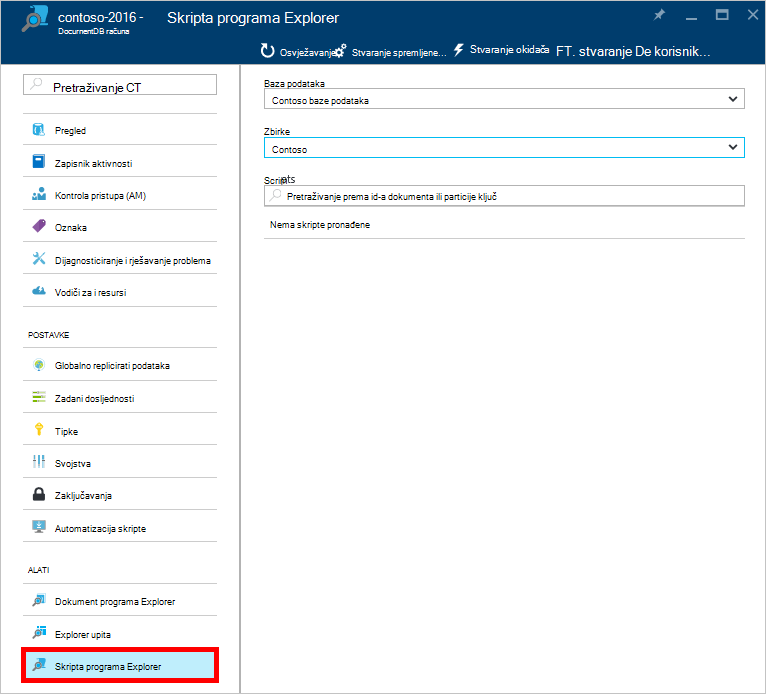 contoso-2016 - Skripta programa Explorer
DocurnentDB računa
Osvježavanje Stvaranje spremljene... Stvaranje okidača FT. stvaranje De korisnik...
Pretraživanje CT
Pregled
Zapisnik aktivnosti
Kontrola pristupa (AM)
Oznaka
Dijagnosticiranje i rješavanje problema
Vodiči za i resursi
POSTAVKE
Globalno replicirati podataka
Zadani dosljednosti
Tipke
Svojstva
Zaključavanja
Automatizacija skripte
ALATI
Dokument programa Explorer
Explorer upita
Skripta programa Explorer
Baza podataka
Contoso baze podataka
Zbirke
Contoso
Scripts
Pretraživanje prema id-a dokumenta ili particije ključ
Nema skripte pronađene